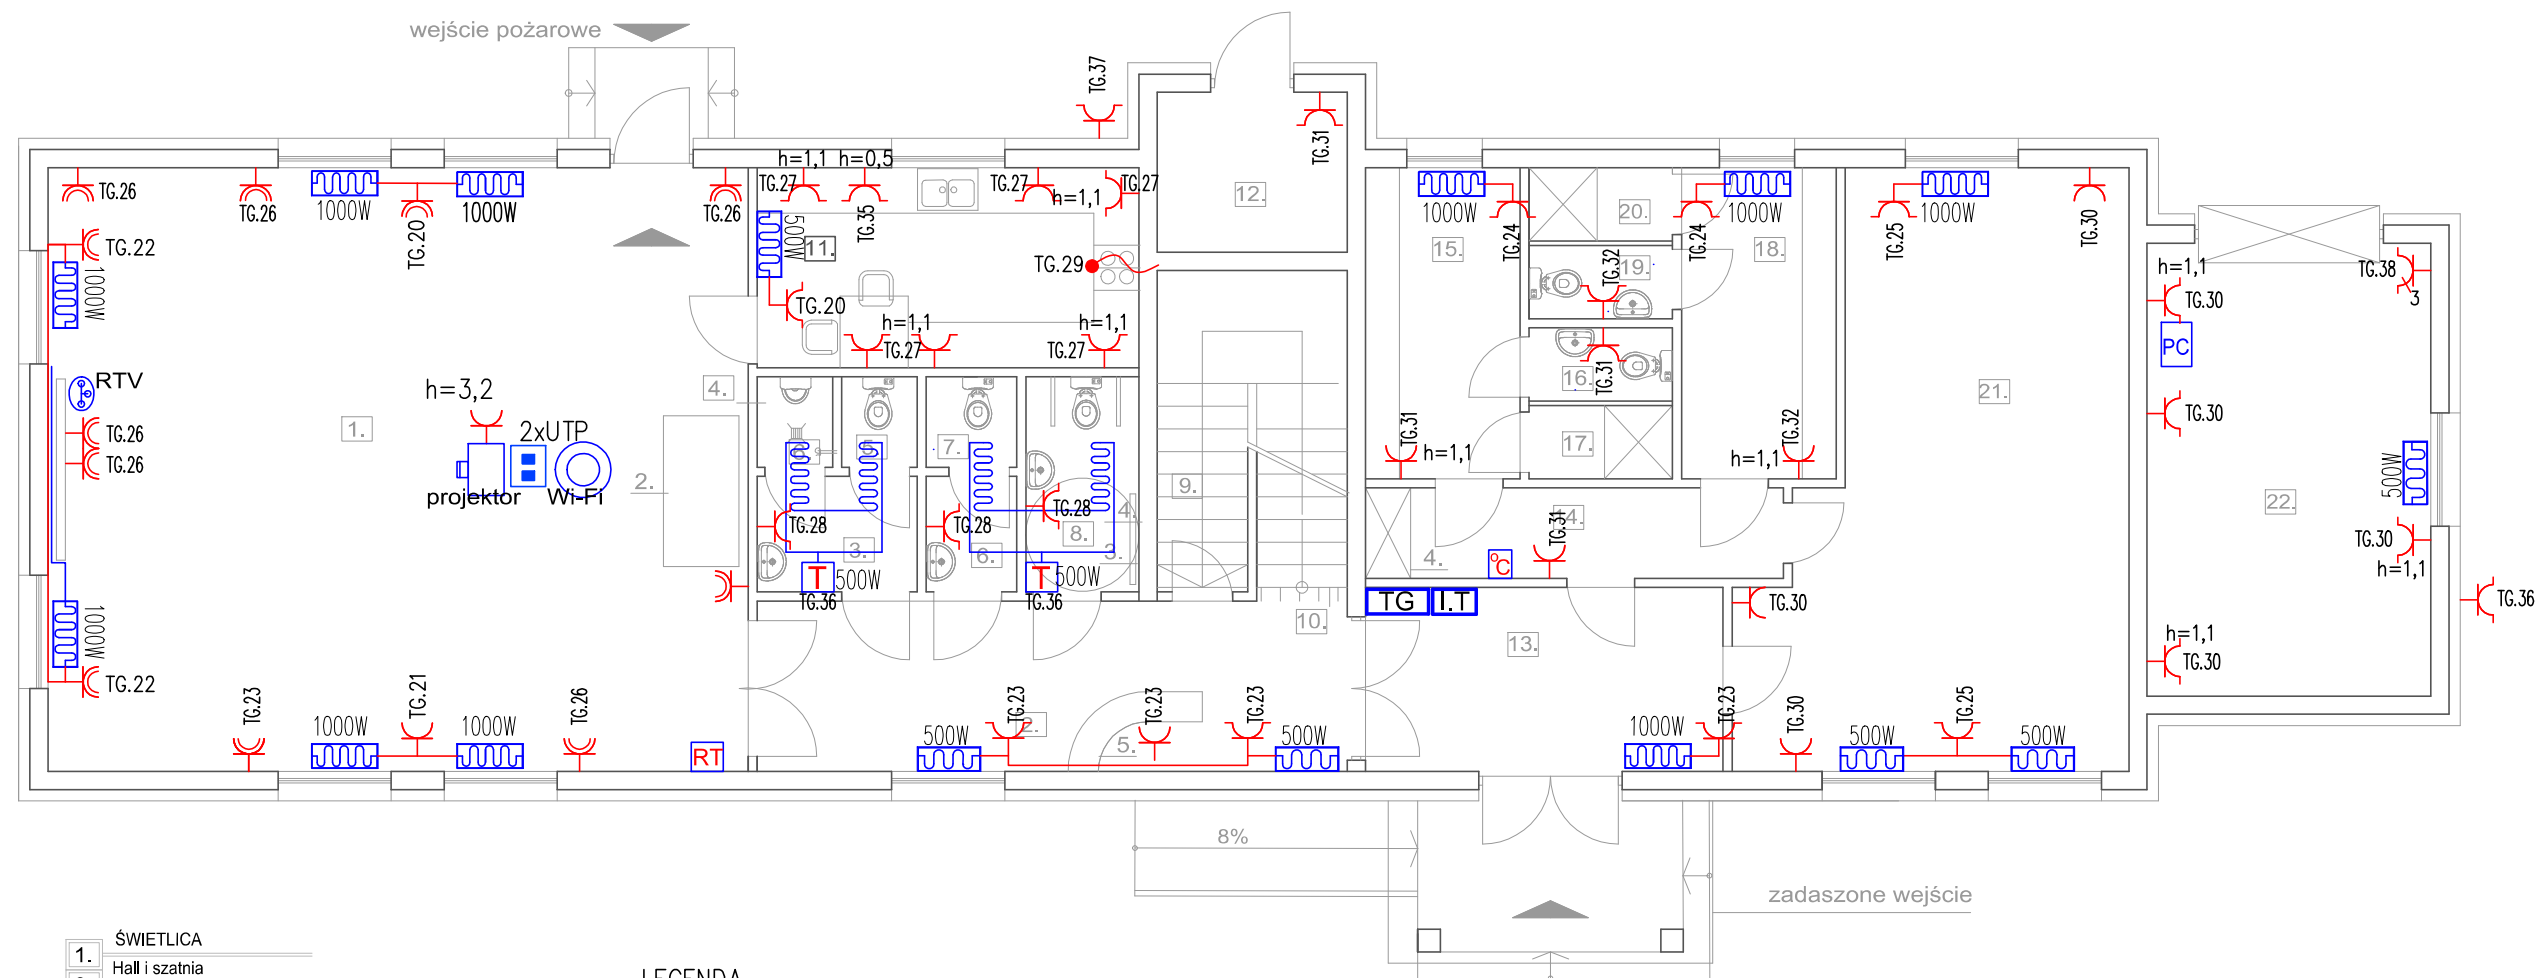 wejście pożarowe
TG.37
TG.31
h=1,1
h=0,5
TG.26
TG.26
1000W
TG.20
1000W
TG.26
TG.27
TG.35
TG.27
h=1,1
TG.27
12.
1000W
TG.24
20.
TG.24
1000W
TG.25
1000W
TG.30
TG.22
1000W
500W
11.
TG.29
TG.20
15.
TG.32
19.
18.
h=1,1
TG.30
TG.38
3
PC
h=1,1
TG.27
h=1,1
TG.27
RTV
h=3,2
4.
16.
TG.31
21.
TG.30
1.
TG.26
TG.26
2xUTP
projektor
Wi-Fi
2.
5.
7.
9.
TG.31
h=1,1
17.
h=1,1
TG.32
500W
22.
TG.28
3.
TG.28
6.
TG.28
8.
4.
3.
14.
TG.31
4.
°C
TG.30
h=1,1
T
500W
TG.36
T
500W
TG.36
TG
I.T
TG.30
TG.36
1000W
TG.22
10.
13.
h=1,1
TG.30
TG.23
1000W
TG.21
1000W
TG.26
RT
500W
TG.23
2.
TG.23
5.
TG.23
500W
1000W
TG.23
TG.30
500W
TG.25
500W
8%
zadaszone wejście
1.
ŚWIETLICA
Hall i szatnia
LEGENDA